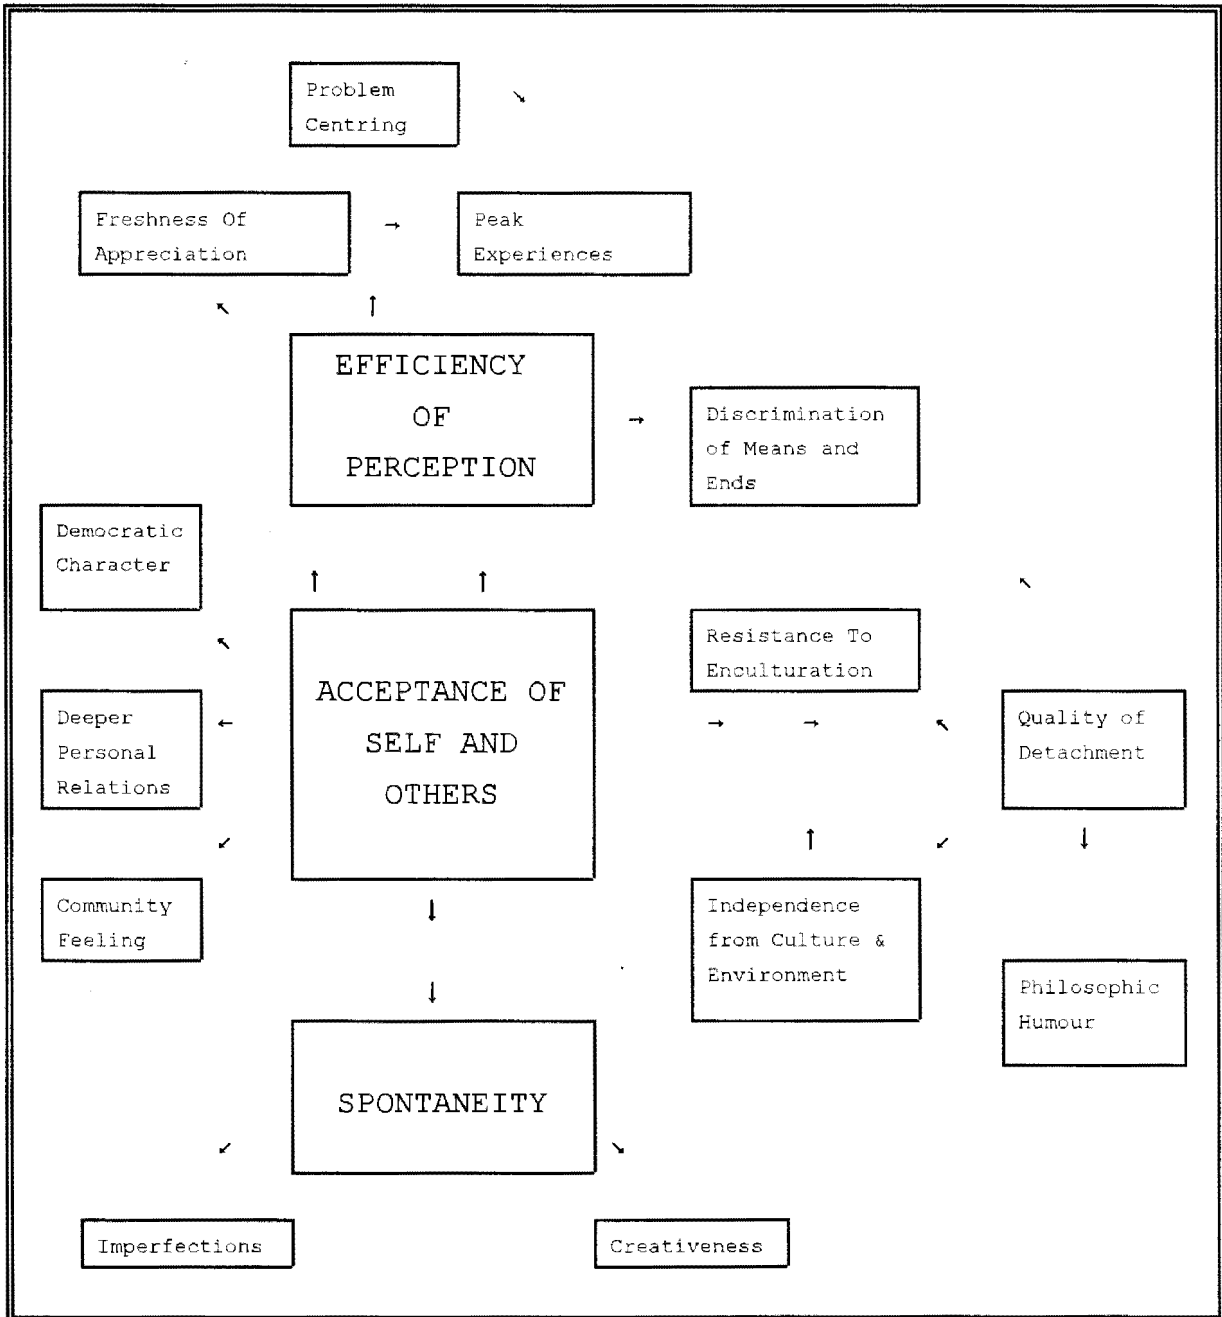 Problem
Centring
Freshness Of
Appreciation
Peak
Experiences
EFFICIENCY
OF
PERCEPTION
Discrimination
of Means and
Ends
Democratic
Character
ACCEPTANCE OF
SELF AND
OTHERS
Resistance To
Enculturation
Deeper
Personal
Relations
Quality of
Detachment
Community
Feeling
Independence
from Culture &
Environment
Philosophic
Humour
SPONTANEITY
Imperfections
Creativeness